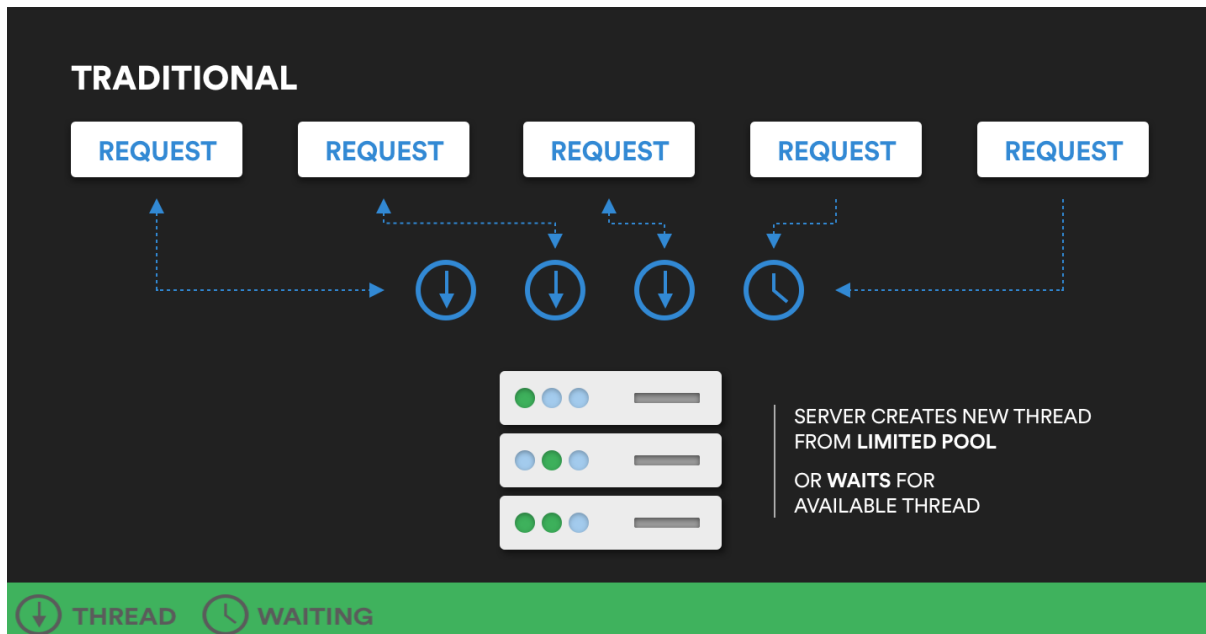 TRADITIONAL
REQUEST
REQUEST
REQUEST
REQUEST
REQUEST
SERVER CREATES NEW THREAD
FROM LIMITED POOL
OR WAITS FOR
AVAILABLE THREAD
THREAD
WAITING